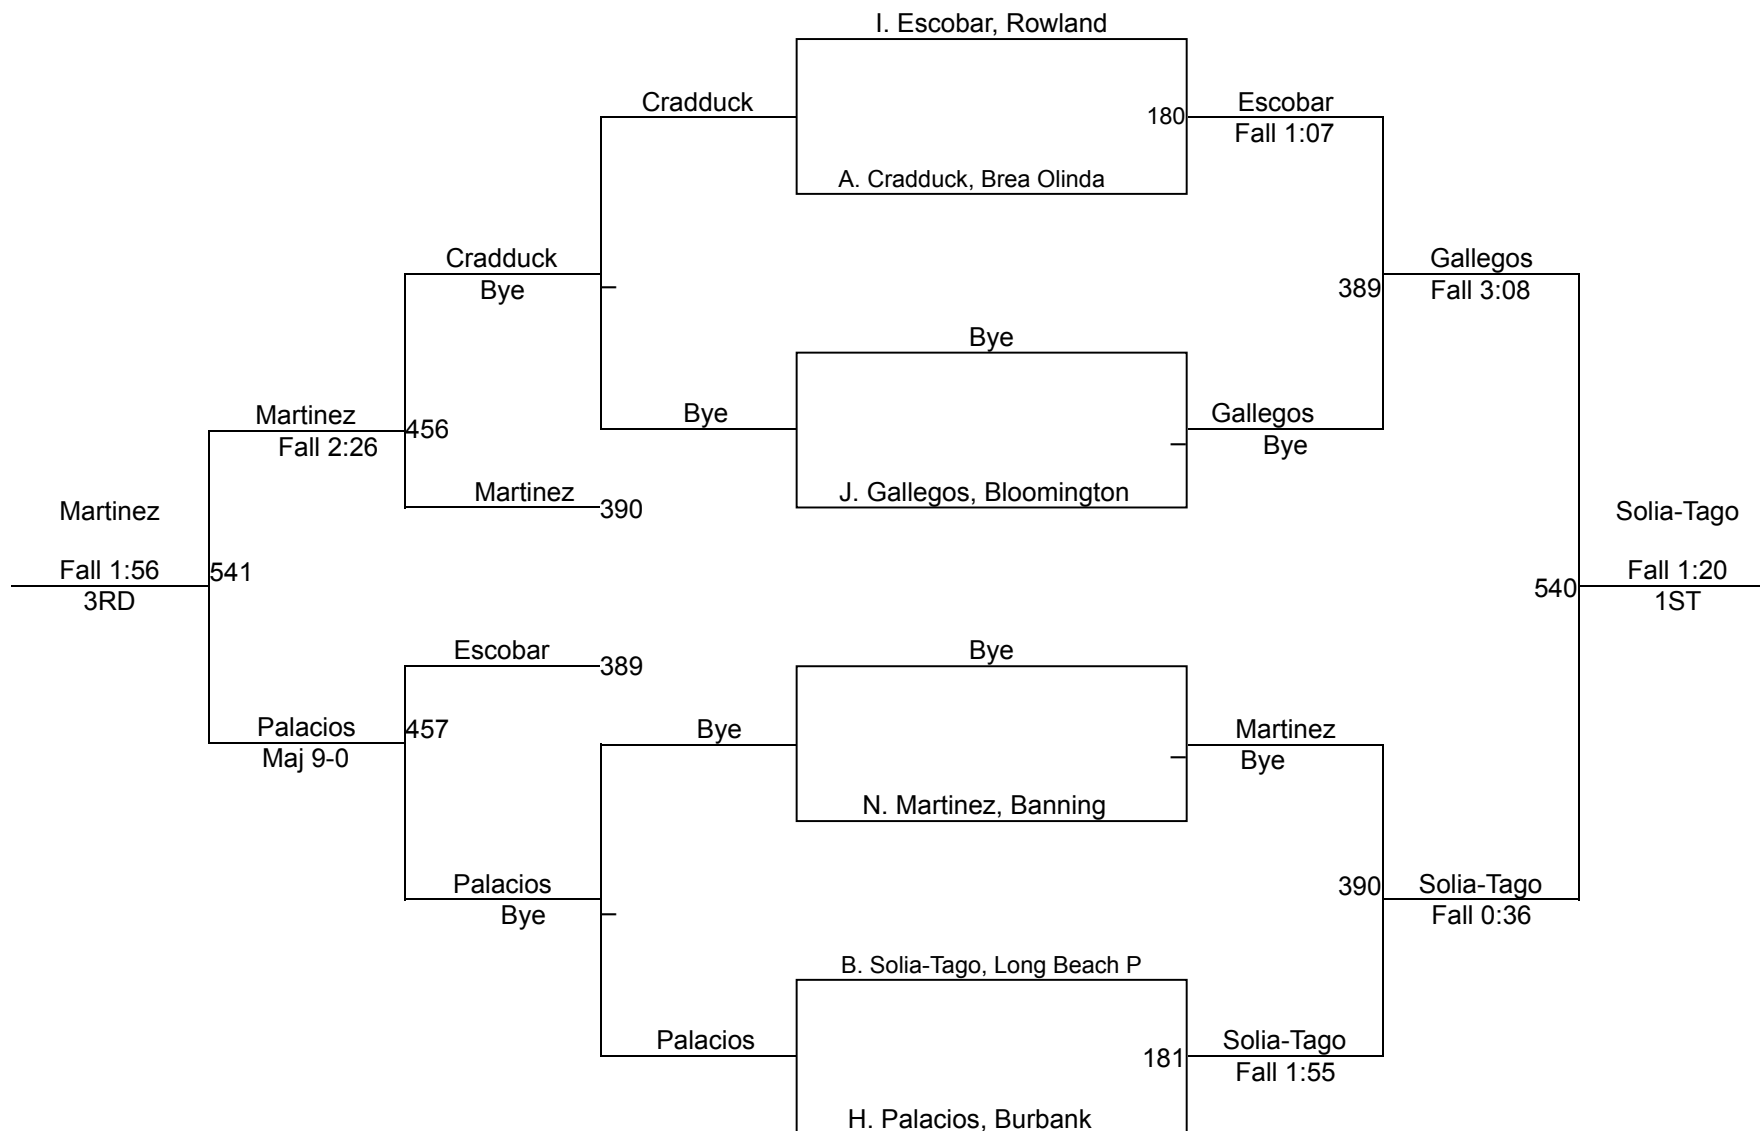 I. Escobar, Rowland
Cradduck
180
Escobar
Fall 1:07
A. Cradduck, Brea Olinda
Cradduck
Bye
389
Gallegos
Fall 3:08
Bye
Martinez
Fall 2:26
456
Bye
Gallegos
Bye
Martinez
390
J. Gallegos, Bloomington
Martinez
Fall 1:56
3RD
541
Solia-Tago
Fall 1:20
1ST
540
Escobar
389
Bye
Palacios
Maj 9-0
457
Bye
Martinez
Bye
N. Martinez, Banning
Palacios
Bye
390
Solia-Tago
Fall 0:36
B. Solia-Tago, Long Beach P
Palacios
181
Solia-Tago
Fall 1:55
H. Palacios, Burbank